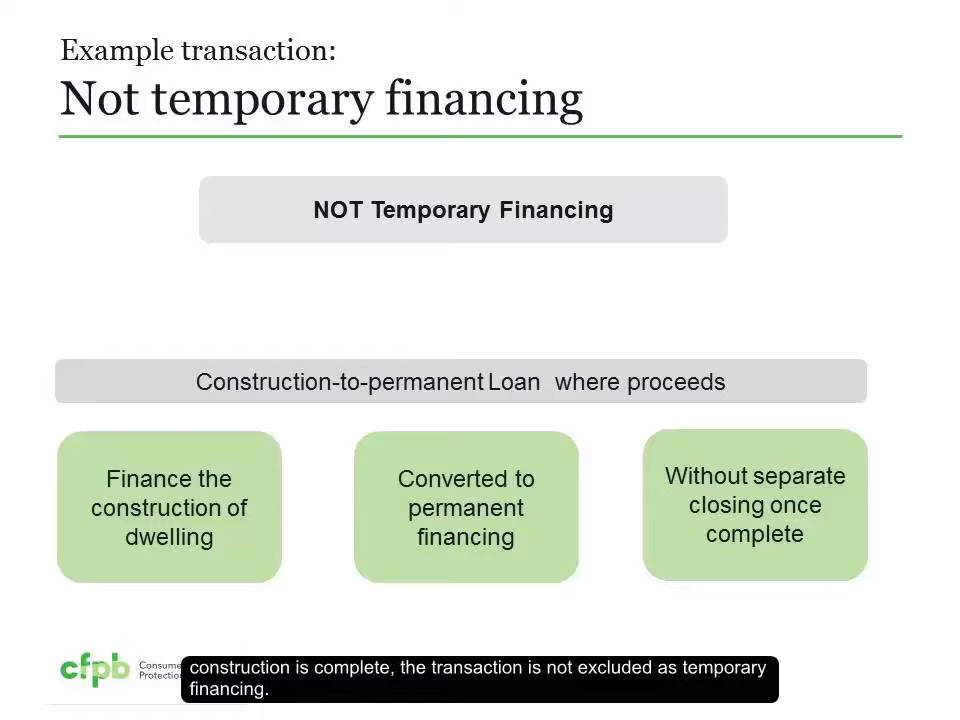 Example transaction:
Not temporary financing
NOT Temporary Financing
Construction-to-permanent Loan where proceeds
Finance the
construction of
dwelling
Converted to
permanent
financing
Without separate
closing once
complete
cfpb
Consume
Protection
construction is complete, the transaction is not excluded as temporary
financing.